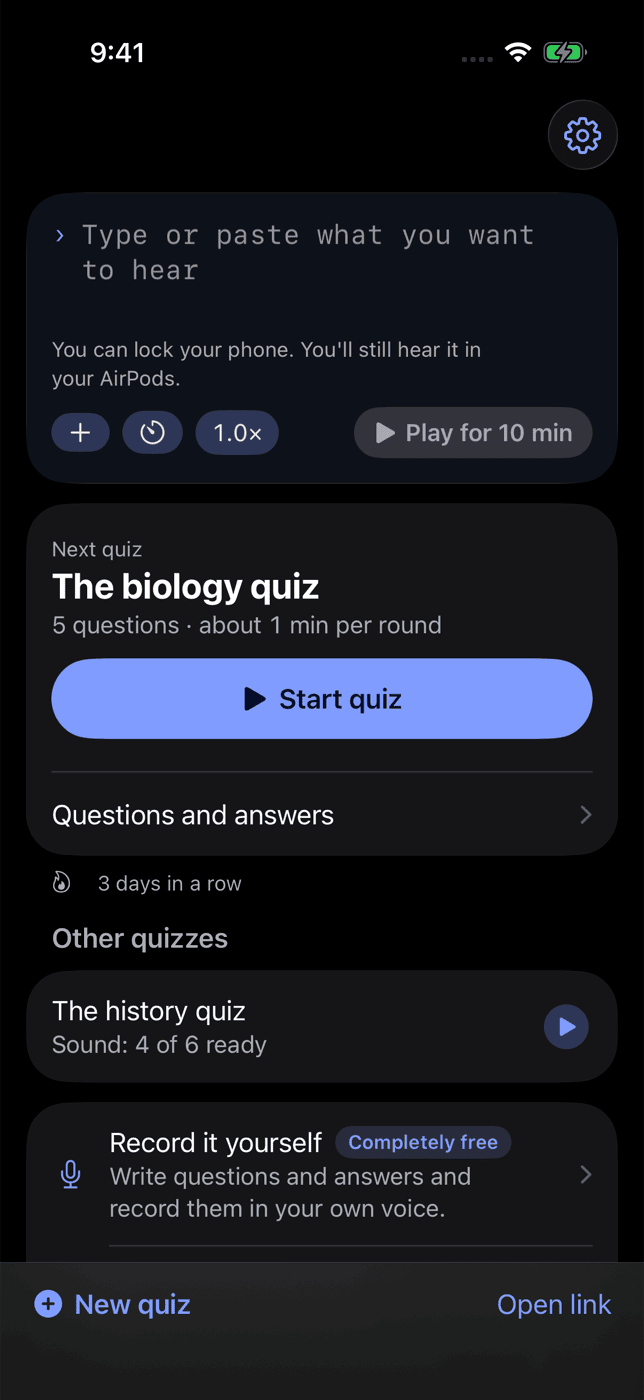 9:41
› Type or paste what you want
to hear
You can lock your phone. You'll still hear it in
your AirPods.
1.0×
Play for 10 min
Next quiz
The biology quiz
5 questions · about 1 min per round
Start quiz
Questions and answers
3 days in a row
Other quizzes
The history quiz
Sound: 4 of 6 ready
Record it yourself Completely free
Write questions and answers and
record them in your own voice.
New quiz
Open link